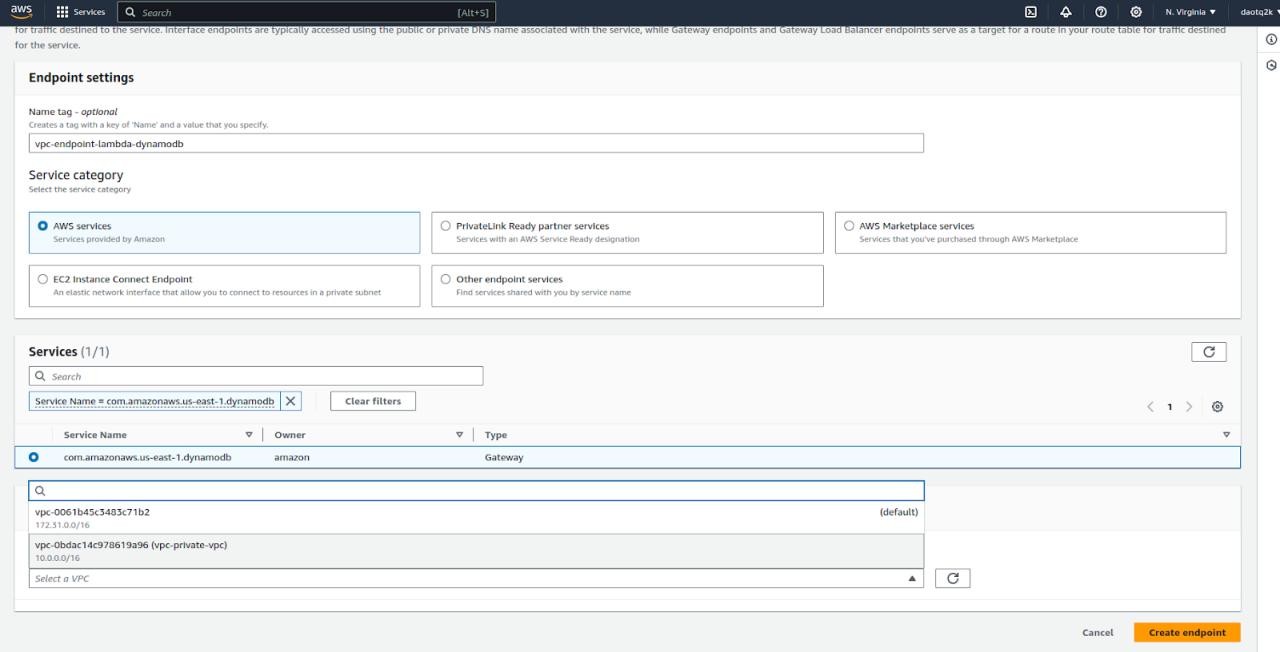 aws
Services
Search
[Alt+S]
N. Virginia
daotq2k
for traffic destined to the service. Interface endpoints are typically accessed using the public or private DNS name associated with the service, while Gateway endpoints and Gateway Load Balancer endpoints serve as a target for a route in your route table for traffic destined
for the service.
Endpoint settings
Name tag - optional
Creates a tag with a key of 'Name' and a value that you specify.
vpc-endpoint-lambda-dynamodb
Service category
Select the service category
AWS services
Services provided by Amazon
PrivateLink Ready partner services
Services with an AWS Service Ready designation
AWS Marketplace services
Services that you've purchased through AWS Marketplace
EC2 Instance Connect Endpoint
An elastic network interface that allow you to connect to resources in a private subnet
Other endpoint services
Find services shared with you by service name
Services (1/1)
Search
Service Name = com.amazonaws.us-east-1.dynamodb
Clear filters
1
Service Name
Owner
Type
com.amazonaws.us-east-1.dynamodb
amazon
Gateway
vpc-0061b45c3483c71b2
(default)
172.31.0.0/16
vpc-0bdac14c978619a96 (vpc-private-vpc)
10.0.0.0/16
Select a VPC
Cancel
Create endpoint